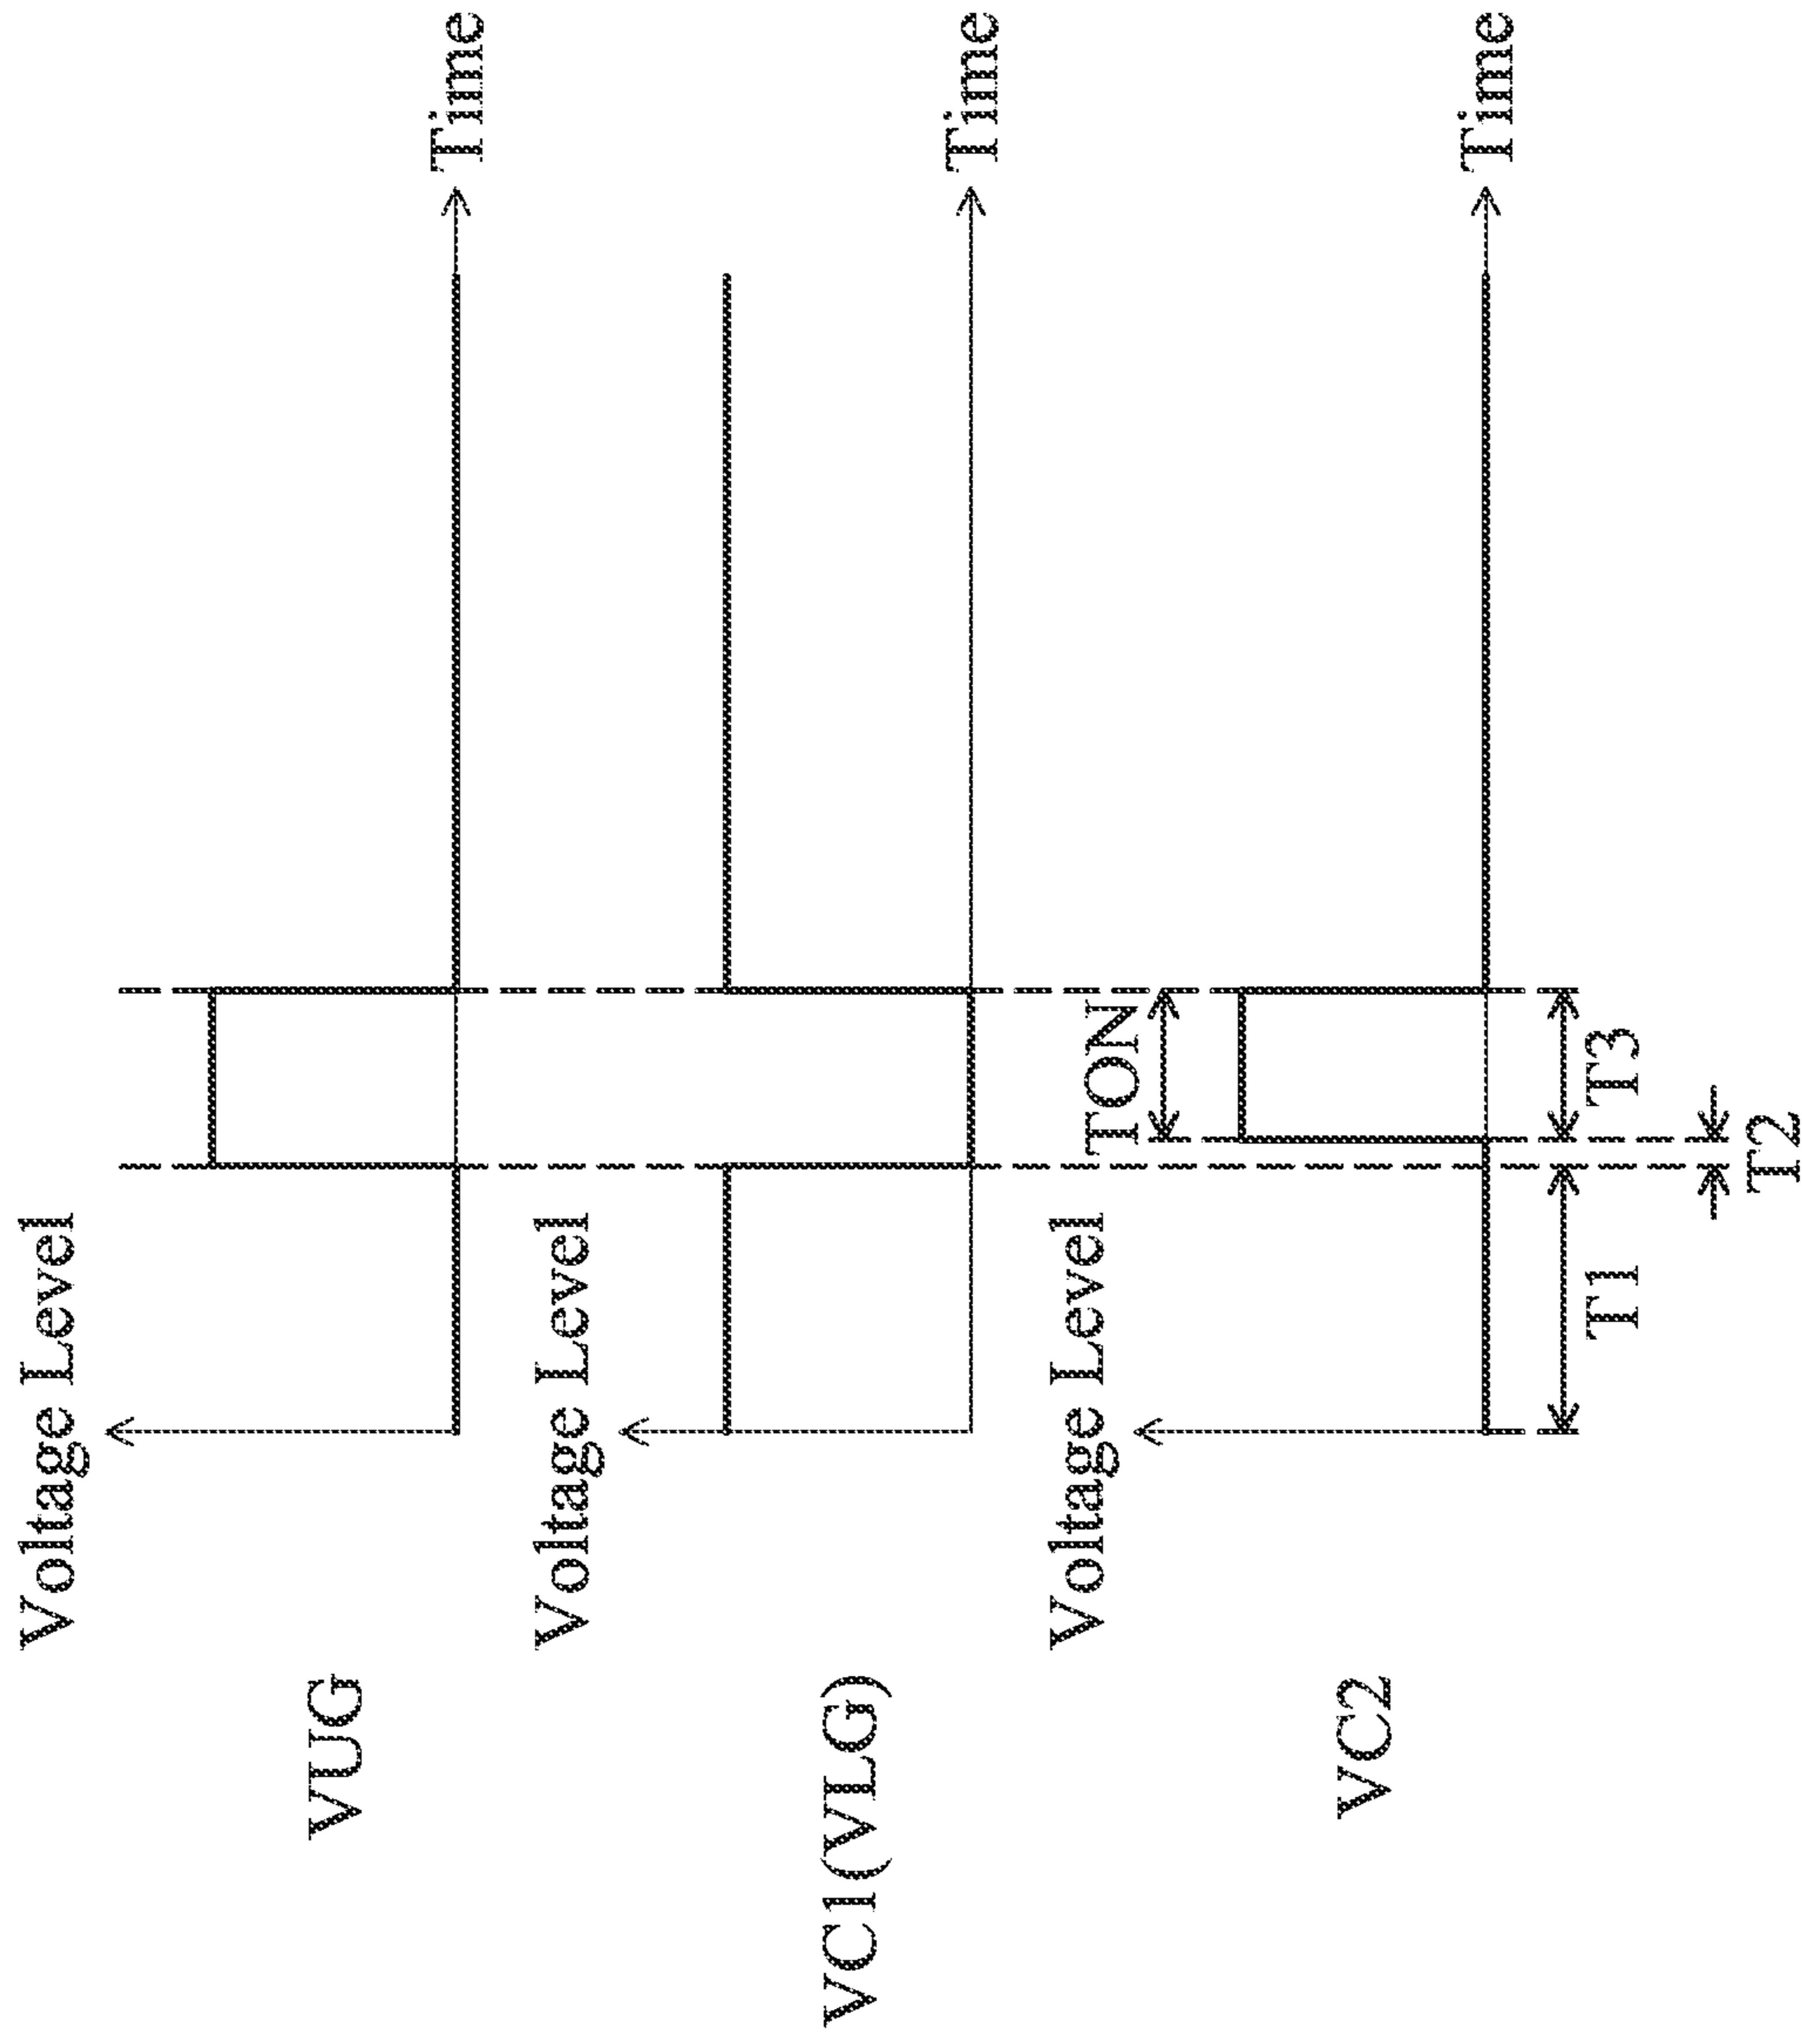 Voltage Level
VUG
Time
Voltage Level
VC1(VLG)
Time
TON
Voltage Level
VC2
Time
T1
T3
T2